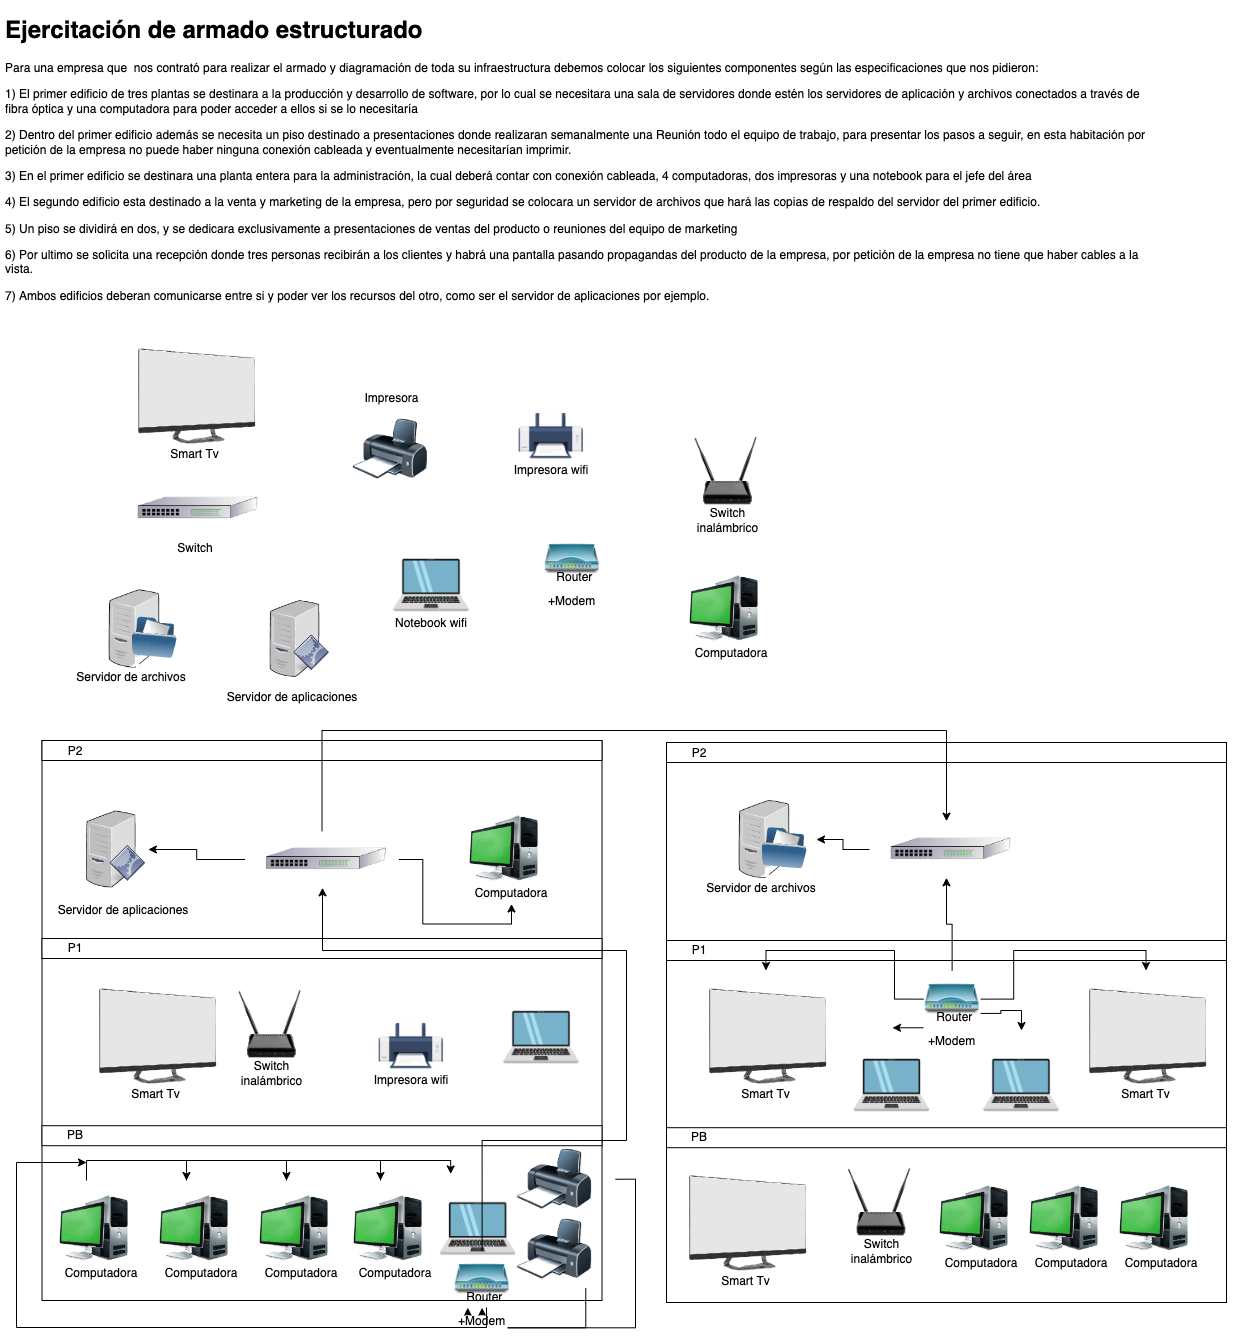 Ejercitación de armado estructurado
Para una empresa que  nos contrató para realizar el armado y diagramación de toda su infraestructura debemos colocar los siguientes componentes según las especificaciones que nos pidieron:
1) El primer edificio de tres plantas se destinara a la producción y desarrollo de software, por lo cual se necesitara una sala de servidores donde estén los servidores de aplicación y archivos conectados a través de
fibra óptica y una computadora para poder acceder a ellos si se lo necesitaría
2) Dentro del primer edificio además se necesita un piso destinado a presentaciones donde realizaran semanalmente una Reunión todo el equipo de trabajo, para presentar los pasos a seguir, en esta habitación por
petición de la empresa no puede haber ninguna conexión cableada y eventualmente necesitarían imprimir.
3) En el primer edificio se destinara una planta entera para la administración, la cual deberá contar con conexión cableada, 4 computadoras, dos impresoras y una notebook para el jefe del área
4) El segundo edificio esta destinado a la venta y marketing de la empresa, pero por seguridad se colocara un servidor de archivos que hará las copias de respaldo del servidor del primer edificio.
5) Un piso se dividirá en dos, y se dedicara exclusivamente a presentaciones de ventas del producto o reuniones del equipo de marketing
6) Por ultimo se solicita una recepción donde tres personas recibirán a los clientes y habrá una pantalla pasando propagandas del producto de la empresa, por petición de la empresa no tiene que haber cables a la
vista.
7) Ambos edificios deberan comunicarse entre si y poder ver los recursos del otro, como ser el servidor de aplicaciones por ejemplo.
Impresora
Smart Tv
Impresora wifi
Switch
inalámbrico
Switch
Router
+Modem
Notebook wifi
Computadora
Servidor de archivos
Servidor de aplicaciones
P2
Computadora
Servidor de aplicaciones
P1
Switch
inalámbrico
Impresora wifi
Smart Tv
PB
Computadora
Computadora
Computadora
Computadora
Router
+Modem
P2
Servidor de archivos
P1
Router
+Modem
Smart Tv
Smart Tv
PB
Switch
inalámbrico
Computadora
Computadora
Computadora
Smart Tv